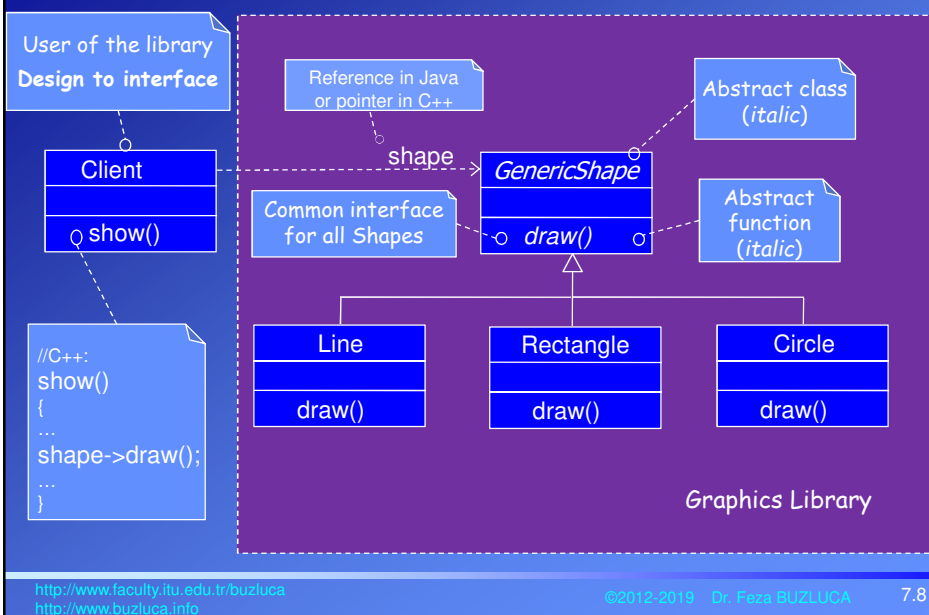 User of the library
Design to interface
Reference in Java
or pointer in C++
Abstract class
(italic)
Client
show()
shape
GenericShape
draw()
Common interface
for all Shapes
Abstract
function
(italic)
//C++:
show()
{
...
shape->draw();
...
}
Line
draw()
Rectangle
draw()
Circle
draw()
Graphics Library
http://www.faculty.itu.edu.tr/buzluca
http://www.buzluca.info
©2012-2019 Dr. Feza BUZLUCA
7.8